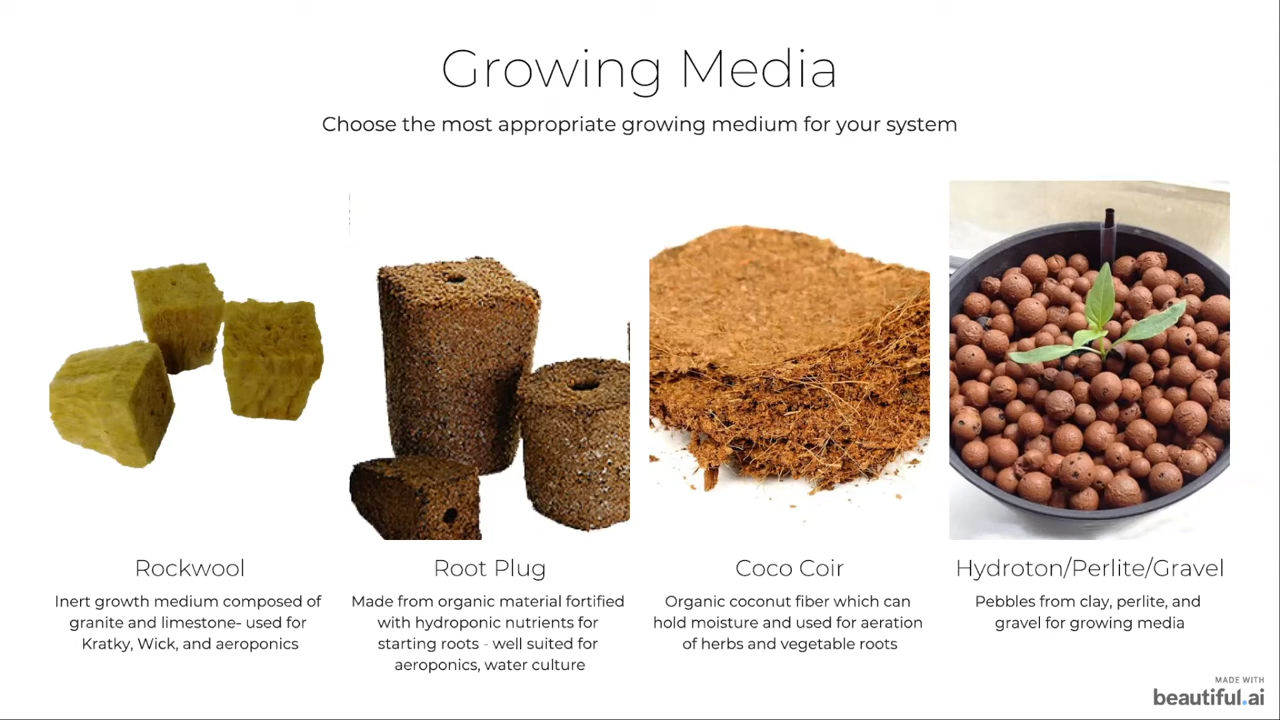 Growing Media
Choose the most appropriate growing medium for your system
Rockwool
Inert growth medium composed of
granite and limestone- used for
Kratky, Wick, and aeroponics
Root Plug
Made from organic material fortified
with hydroponic nutrients for
starting roots - well suited for
aeroponics, water culture
Coco Coir
Organic coconut fiber which can
hold moisture and used for aeration
of herbs and vegetable roots
Hydroton/Perlite/Gravel
Pebbles from clay, perlite, and
gravel for growing media
MADE WITH
beautiful.ai